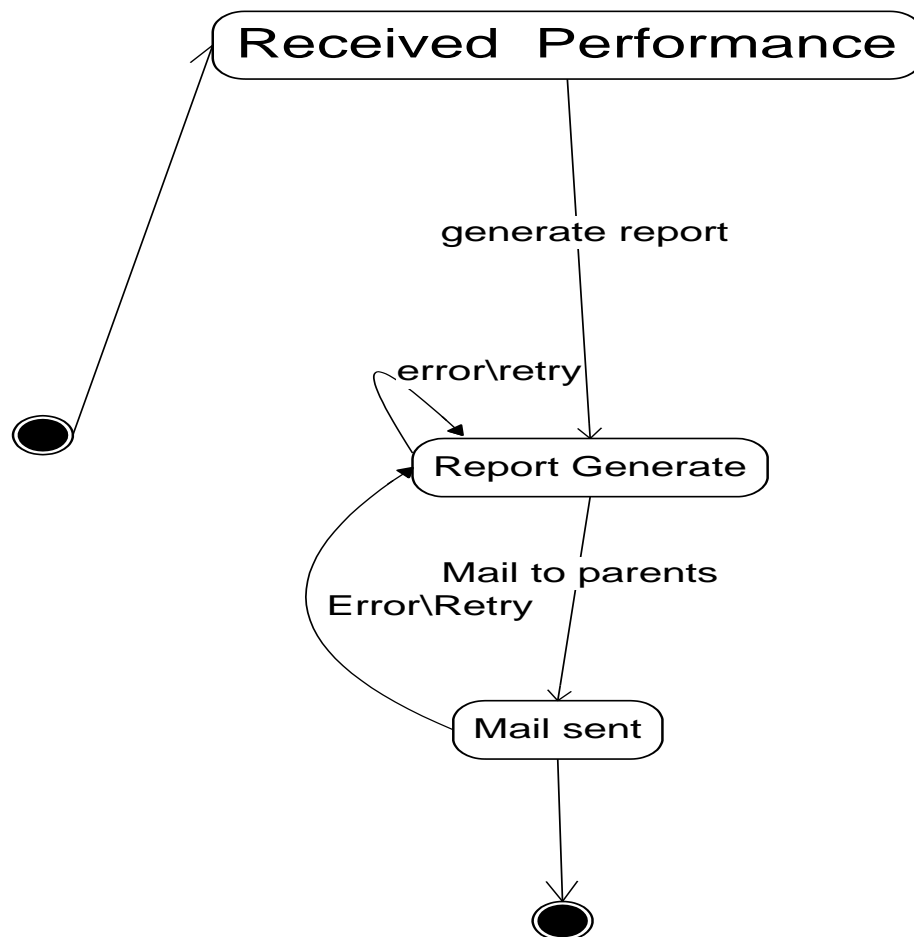 Received Performance
generate report
error\retry
Report Generate
Mail to parents
Error\Retry
Mail sent